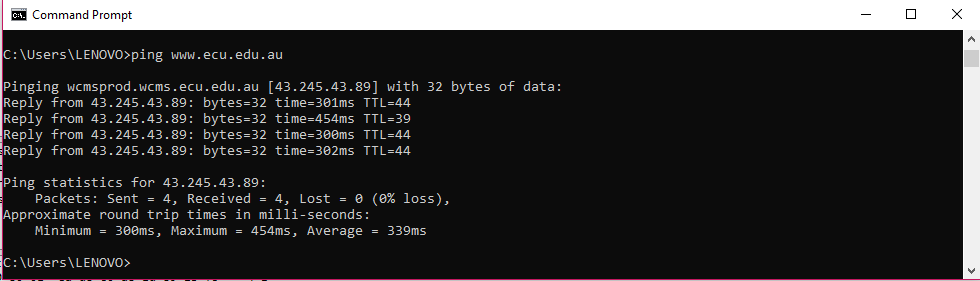 Command Prompt
C:\Users\LENOVO>ping www.ecu.edu.au
Pinging wcmsprod.wcms.ecu.edu.au [43.245.43.89] with 32 bytes of data:
Reply from 43.245.43.89: bytes=32 time=301ms TTL=44
Reply from 43.245.43.89: bytes=32 time=454ms TTL=39
Reply from 43.245.43.89: bytes=32 time=300ms TTL=44
Reply from 43.245.43.89: bytes=32 time=302ms TTL=44
Ping statistics for 43.245.43.89:
    Packets: Sent = 4, Received = 4, Lost = 0 (0% loss),
Approximate round trip times in milli-seconds:
    Minimum = 300ms, Maximum = 454ms, Average = 339ms
C:\Users\LENOVO>